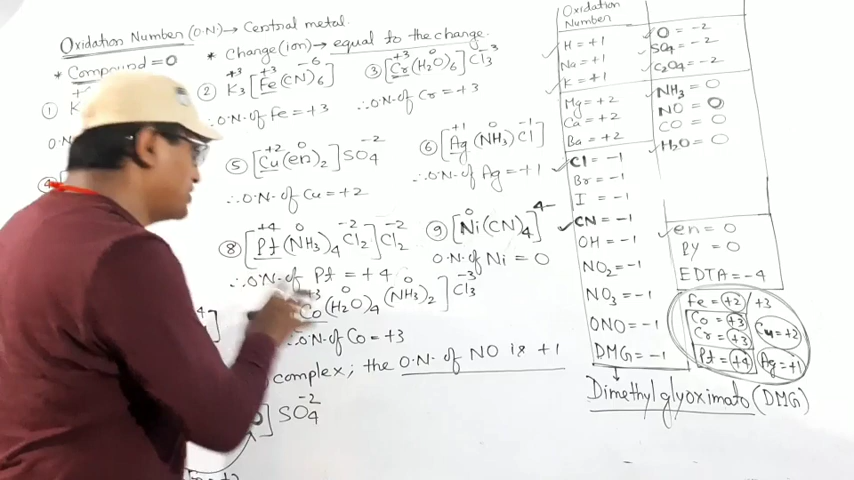 Oxidation Number (O·N) → Central metal.
* Compound = 0
* Change (ion) → equal to the change.
① K
② K₃[Fe(CN)₆] +3 +3 -6
∴ O·N· of Fe = +3
③ [Cr(H₂O)₆]Cl₃ +3 0 -3
∴ O·N· of Cr = +3
④
⑤ [Cu(en)₂]SO₄ +2 0 -2
∴ O·N· of Cu = +2
⑥ [Ag(NH₃)Cl] +1 0 -1
∴ O·N· of Ag = +1
⑧ [Pt(NH₃)₄Cl₂]Cl₂ +4 0 -2 -2
∴ O·N· of Pt = +4
⑨ [Ni(CN)₄]⁴⁻ 0
O·N· of Ni = 0
Co(H₂O)₄(NH₃)₂]Cl₃ +3 0 0 -3
∴ O·N· of Co = +3
complex; the O·N· of NO is +1
]SO₄ -2
Oxidation
Number
H = +1
Na = +1
K = +1
Mg = +2
Ca = +2
Ba = +2
Cl = -1
Br = -1
I = -1
CN = -1
OH = -1
NO₂ = -1
NO₃ = -1
ONO = -1
DMG = -1
O = -2
SO₄ = -2
C₂O₄ = -2
NH₃ = 0
NO = 0
CO = 0
H₂O = 0
en = 0
PY = 0
EDTA = -4
Fe = +2 / +3
Co = +3
Cr = +3
Cu = +2
Pt = +4
Ag = +1
Dimethylglyoximato (DMG)